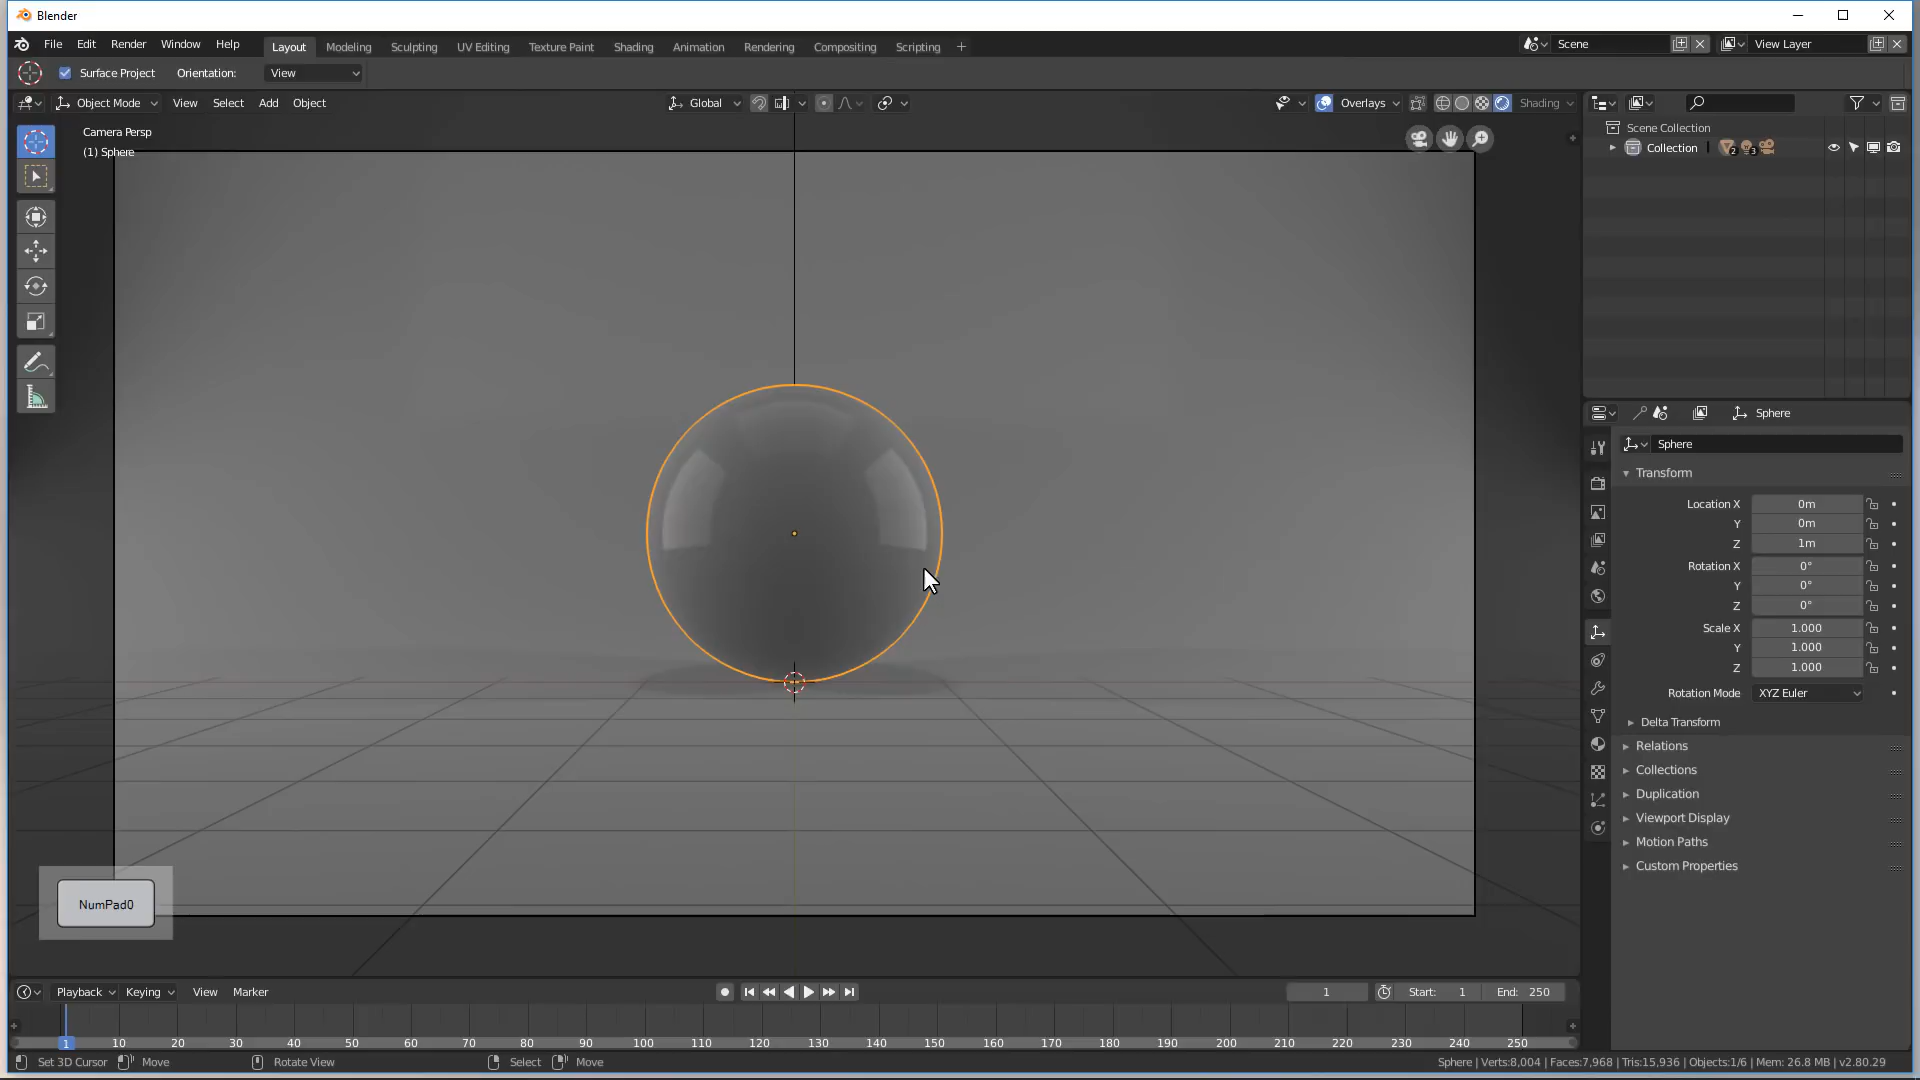 Blender
File Edit Render Window Help Layout Modeling Sculpting UV Editing Texture Paint Shading Animation Rendering Compositing Scripting + Scene View Layer
Surface Project Orientation: View
Object Mode View Select Add Object Global Overlays Shading
Camera Persp
(1) Sphere
Scene Collection
Collection 2 3
Sphere
Sphere
Transform
Location X 0m
Y 0m
Z 1m
Rotation X 0°
Y 0°
Z 0°
Scale X 1.000
Y 1.000
Z 1.000
Rotation Mode XYZ Euler
Delta Transform
Relations
Collections
Duplication
Viewport Display
Motion Paths
Custom Properties
NumPad0
Playback Keying View Marker 1 Start: 1 End: 250
1 10 20 30 40 50 60 70 80 90 100 110 120 130 140 150 160 170 180 190 200 210 220 230 240 250
Set 3D Cursor Move Rotate View Select Move Sphere | Verts:8,004 | Faces:7,968 | Tris:15,936 | Objects:1/6 | Mem: 26.8 MB | v2.80.29